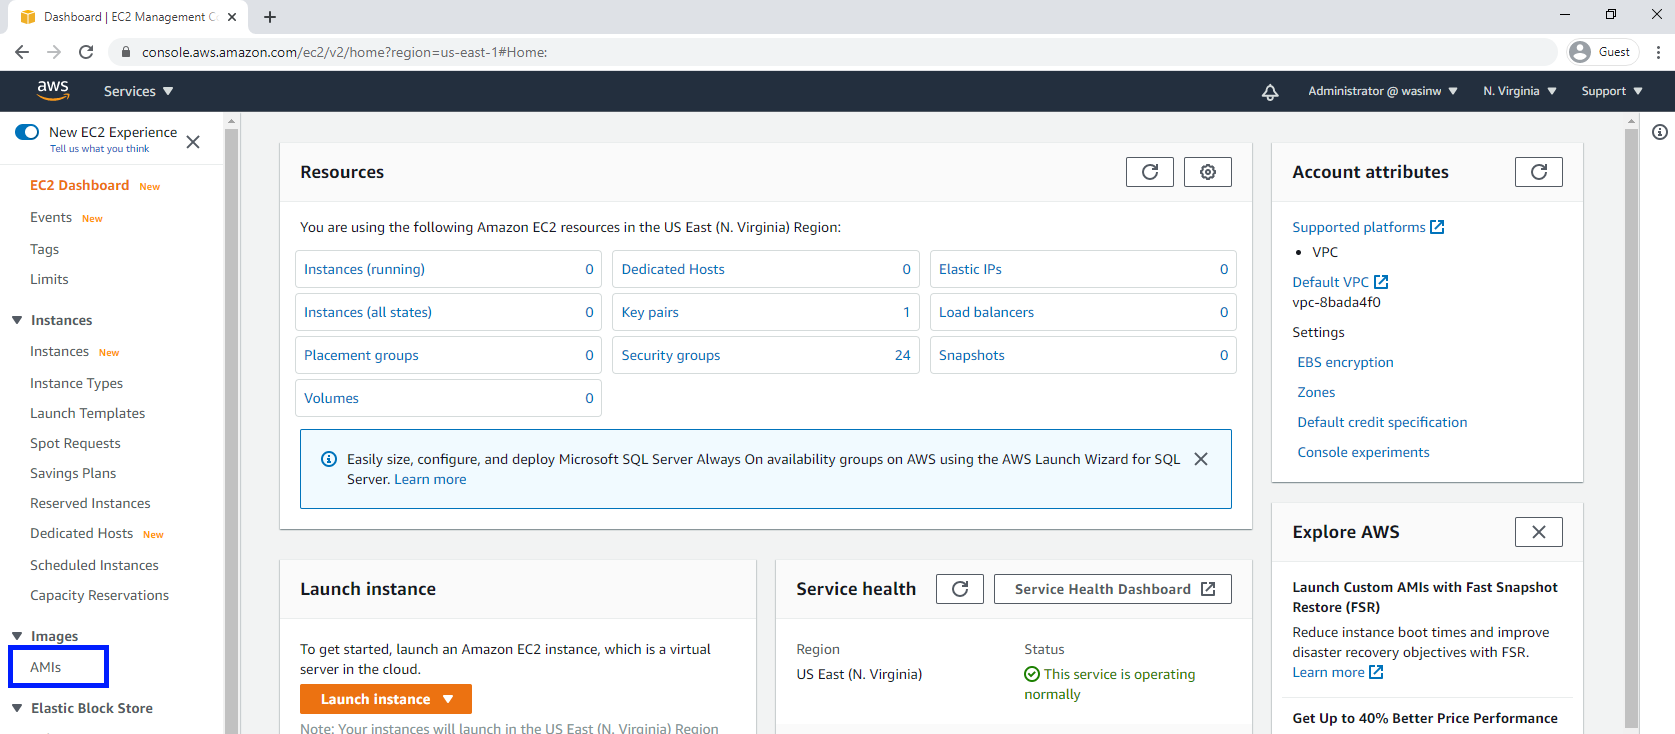 Dashboard | EC2 Management C
console.aws.amazon.com/ec2/v2/home?region=us-east-1#Home:
Guest
aws
Services
Administrator @ wasinw
N. Virginia
Support
New EC2 Experience
Tell us what you think
EC2 Dashboard New
Events New
Tags
Limits
Instances
Instances New
Instance Types
Launch Templates
Spot Requests
Savings Plans
Reserved Instances
Dedicated Hosts New
Scheduled Instances
Capacity Reservations
Images
AMIs
Elastic Block Store
Resources
You are using the following Amazon EC2 resources in the US East (N. Virginia) Region:
Instances (running) 0
Dedicated Hosts 0
Elastic IPs 0
Instances (all states) 0
Key pairs 1
Load balancers 0
Placement groups 0
Security groups 24
Snapshots 0
Volumes 0
Easily size, configure, and deploy Microsoft SQL Server Always On availability groups on AWS using the AWS Launch Wizard for SQL
Server. Learn more
Launch instance
To get started, launch an Amazon EC2 instance, which is a virtual
server in the cloud.
Launch instance
Note: Your instances will launch in the US East (N. Virginia) Region
Service health
Service Health Dashboard
Region
US East (N. Virginia)
Status
This service is operating
normally
Account attributes
Supported platforms
• VPC
Default VPC
vpc-8bada4f0
Settings
EBS encryption
Zones
Default credit specification
Console experiments
Explore AWS
Launch Custom AMIs with Fast Snapshot
Restore (FSR)
Reduce instance boot times and improve
disaster recovery objectives with FSR.
Learn more
Get Up to 40% Better Price Performance